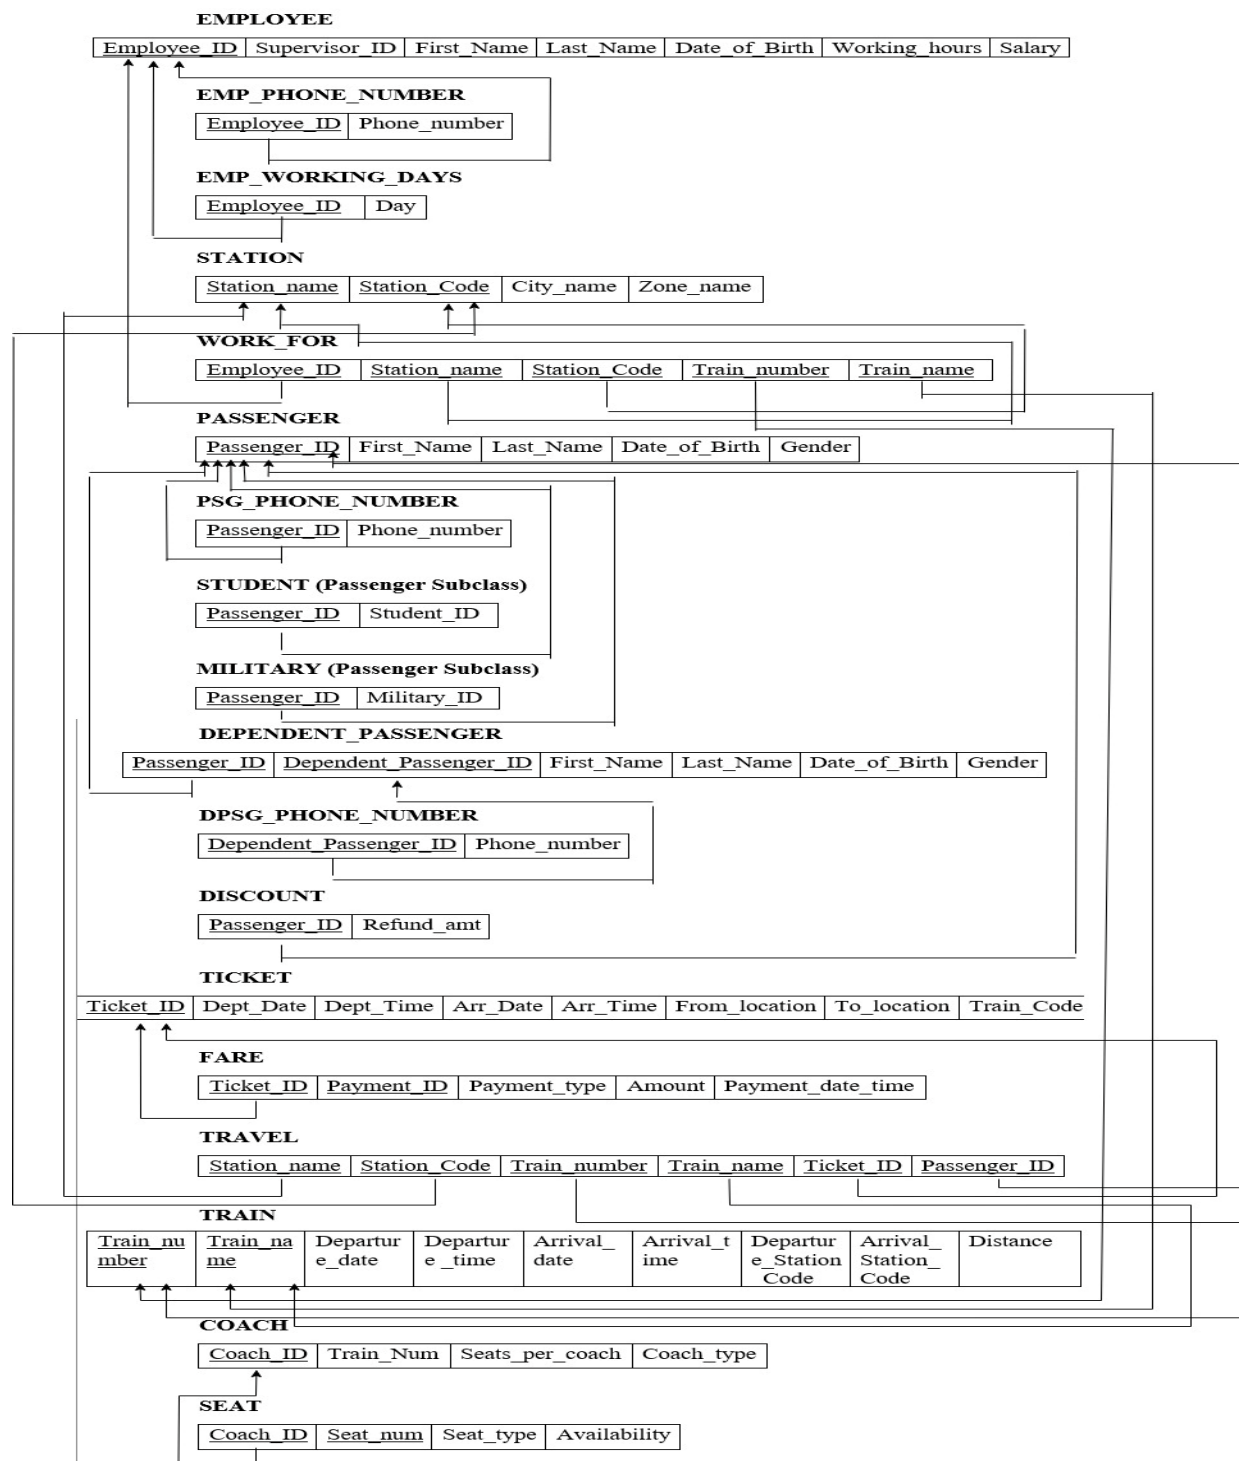 EMPLOYEE
Employee_ID Supervisor_ID First_Name Last_Name Date_of_Birth Working_hours Salary
EMP_PHONE_NUMBER
Employee_ID Phone_number
EMP_WORKING_DAYS
Employee_ID Day
STATION
Station_name Station_Code City_name Zone_name
WORK_FOR
Employee_ID Station_name Station_Code Train_number Train_name
PASSENGER
Passenger_ID First_Name Last_Name Date_of_Birth Gender
PSG_PHONE_NUMBER
Passenger_ID Phone_number
STUDENT (Passenger Subclass)
Passenger_ID Student_ID
MILITARY (Passenger Subclass)
Passenger_ID Military_ID
DEPENDENT_PASSENGER
Passenger_ID Dependent_Passenger_ID First_Name Last_Name Date_of_Birth Gender
DPSG_PHONE_NUMBER
Dependent_Passenger_ID Phone_number
DISCOUNT
Passenger_ID Refund_amt
TICKET
Ticket_ID Dept_Date Dept_Time Arr_Date Arr_Time From_location To_location Train_Code
FARE
Ticket_ID Payment_ID Payment_type Amount Payment_date_time
TRAVEL
Station_name Station_Code Train_number Train_name Ticket_ID Passenger_ID
TRAIN
Train_nu Train_na Departur Departur Arrival_ Arrival_t Departur Arrival_ Distance
mber me e_date e _time date ime e_Station Station_
_Code Code
COACH
Coach_ID Train_Num Seats_per_coach Coach_type
SEAT
Coach_ID Seat_num Seat_type Availability